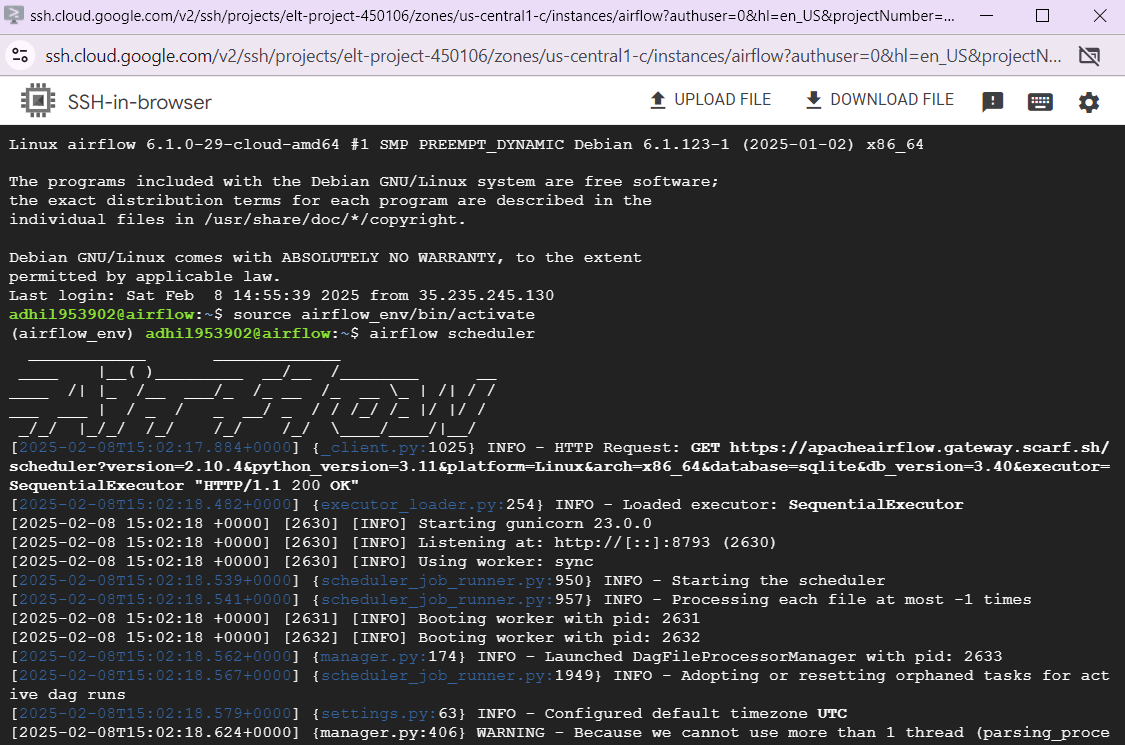 ssh.cloud.google.com/v2/ssh/projects/elt-project-450106/zones/us-central1-c/instances/airflow?authuser=0&hl=en_US&projectNumber=...
ssh.cloud.google.com/v2/ssh/projects/elt-project-450106/zones/us-central1-c/instances/airflow?authuser=0&hl=en_US&projectN...
SSH-in-browser
UPLOAD FILE
DOWNLOAD FILE
Linux airflow 6.1.0-29-cloud-amd64 #1 SMP PREEMPT_DYNAMIC Debian 6.1.123-1 (2025-01-02) x86_64
The programs included with the Debian GNU/Linux system are free software;
the exact distribution terms for each program are described in the
individual files in /usr/share/doc/*/copyright.
Debian GNU/Linux comes with ABSOLUTELY NO WARRANTY, to the extent
permitted by applicable law.
Last login: Sat Feb  8 14:55:39 2025 from 35.235.245.130
adhil953902@airflow:~$ source airflow_env/bin/activate
(airflow_env) adhil953902@airflow:~$ airflow scheduler
Airflow
[2025-02-08T15:02:17.884+0000] {_client.py:1025} INFO - HTTP Request: GET https://apacheairflow.gateway.scarf.sh/
scheduler?version=2.10.4&python_version=3.11&platform=Linux&arch=x86_64&database=sqlite&db_version=3.40&executor=
SequentialExecutor "HTTP/1.1 200 OK"
[2025-02-08T15:02:18.482+0000] {executor_loader.py:254} INFO - Loaded executor: SequentialExecutor
[2025-02-08 15:02:18 +0000] [2630] [INFO] Starting gunicorn 23.0.0
[2025-02-08 15:02:18 +0000] [2630] [INFO] Listening at: http://[::]:8793 (2630)
[2025-02-08 15:02:18 +0000] [2630] [INFO] Using worker: sync
[2025-02-08T15:02:18.539+0000] {scheduler_job_runner.py:950} INFO - Starting the scheduler
[2025-02-08T15:02:18.541+0000] {scheduler_job_runner.py:957} INFO - Processing each file at most -1 times
[2025-02-08 15:02:18 +0000] [2631] [INFO] Booting worker with pid: 2631
[2025-02-08 15:02:18 +0000] [2632] [INFO] Booting worker with pid: 2632
[2025-02-08T15:02:18.562+0000] {manager.py:174} INFO - Launched DagFileProcessorManager with pid: 2633
[2025-02-08T15:02:18.567+0000] {scheduler_job_runner.py:1949} INFO - Adopting or resetting orphaned tasks for act
ive dag runs
[2025-02-08T15:02:18.579+0000] {settings.py:63} INFO - Configured default timezone UTC
[2025-02-08T15:02:18.624+0000] {manager.py:406} WARNING - Because we cannot use more than 1 thread (parsing_proce